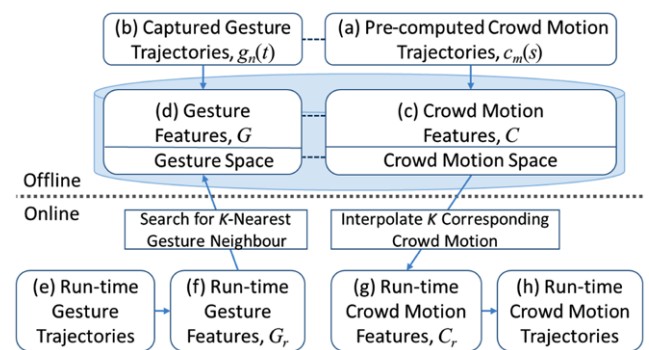 (b) Captured Gesture
Trajectories, gₙ(t)
(a) Pre-computed Crowd Motion
Trajectories, cₘ(s)
(d) Gesture
Features, G
Gesture Space
(c) Crowd Motion
Features, C
Crowd Motion Space
Offline
Online
Search for K-Nearest
Gesture Neighbour
Interpolate K Corresponding
Crowd Motion
(e) Run-time
Gesture
Trajectories
(f) Run-time
Gesture
Features, Gᵣ
(g) Run-time
Crowd Motion
Features, Cᵣ
(h) Run-time
Crowd Motion
Trajectories